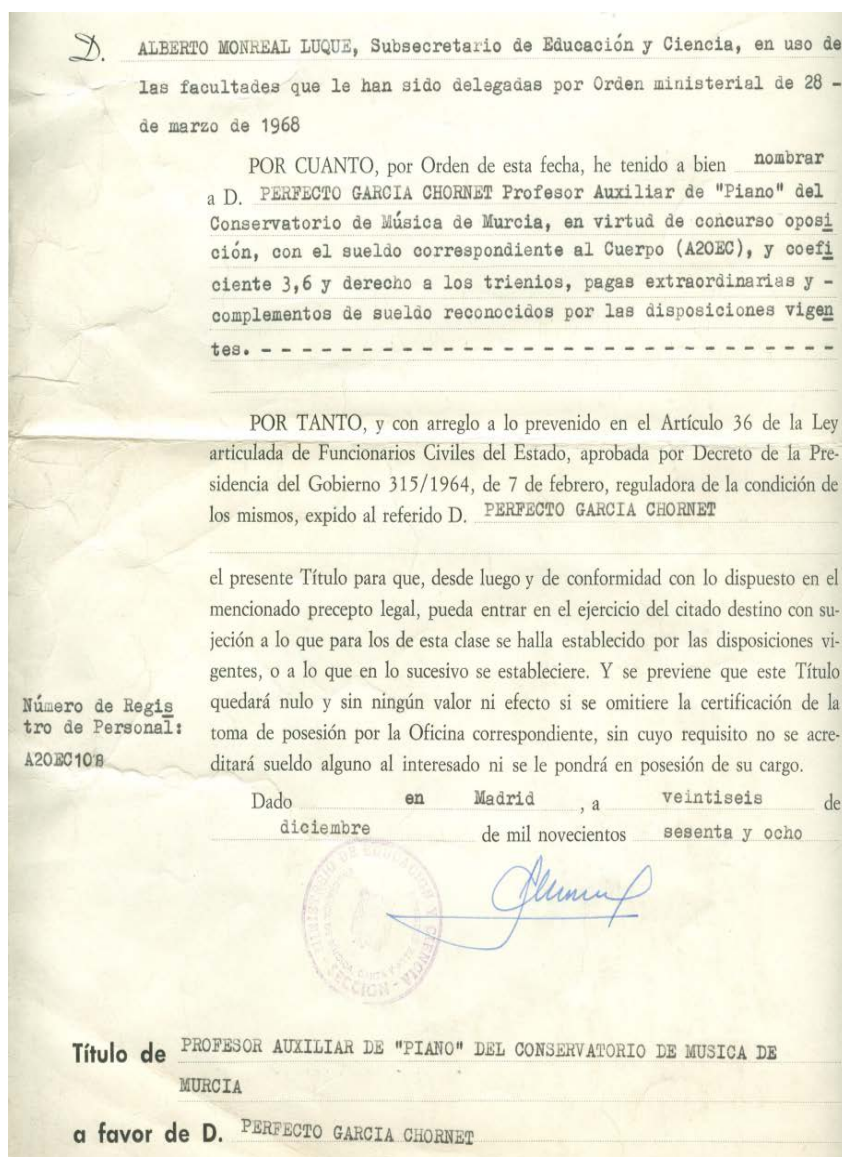 D. ALBERTO MONREAL LUQUE, Subsecretario de Educación y Ciencia, en uso de
las facultades que le han sido delegadas por Orden ministerial de 28 -
de marzo de 1968
POR CUANTO, por Orden de esta fecha, he tenido a bien nombrar
a D. PERFECTO GARCIA CHORNET Profesor Auxiliar de "Piano" del
Conservatorio de Música de Murcia, en virtud de concurso oposi
ción, con el sueldo correspondiente al Cuerpo (A20EC), y coefi
ciente 3,6 y derecho a los trienios, pagas extraordinarias y -
complementos de sueldo reconocidos por las disposiciones vigen
tes. - - - - - - - - - - - - - - - - - - - - - - - - - - - - -
POR TANTO, y con arreglo a lo prevenido en el Artículo 36 de la Ley
articulada de Funcionarios Civiles del Estado, aprobada por Decreto de la Pre-
sidencia del Gobierno 315/1964, de 7 de febrero, reguladora de la condición de
los mismos, expido al referido D. PERFECTO GARCIA CHORNET
el presente Título para que, desde luego y de conformidad con lo dispuesto en el
mencionado precepto legal, pueda entrar en el ejercicio del citado destino con su-
jeción a lo que para los de esta clase se halla establecido por las disposiciones vi-
gentes, o a lo que en lo sucesivo se estableciere. Y se previene que este Título
quedará nulo y sin ningún valor ni efecto si se omitiere la certificación de la
toma de posesión por la Oficina correspondiente, sin cuyo requisito no se acre-
ditará sueldo alguno al interesado ni se le pondrá en posesión de su cargo.
Número de Regis
tro de Personal:
A20EC108
Dado en Madrid , a veintiseis de
diciembre de mil novecientos sesenta y ocho
MINISTERIO DE EDUCACION Y CIENCIA
- SECCION -
Título de PROFESOR AUXILIAR DE "PIANO" DEL CONSERVATORIO DE MUSICA DE
MURCIA
a favor de D. PERFECTO GARCIA CHORNET